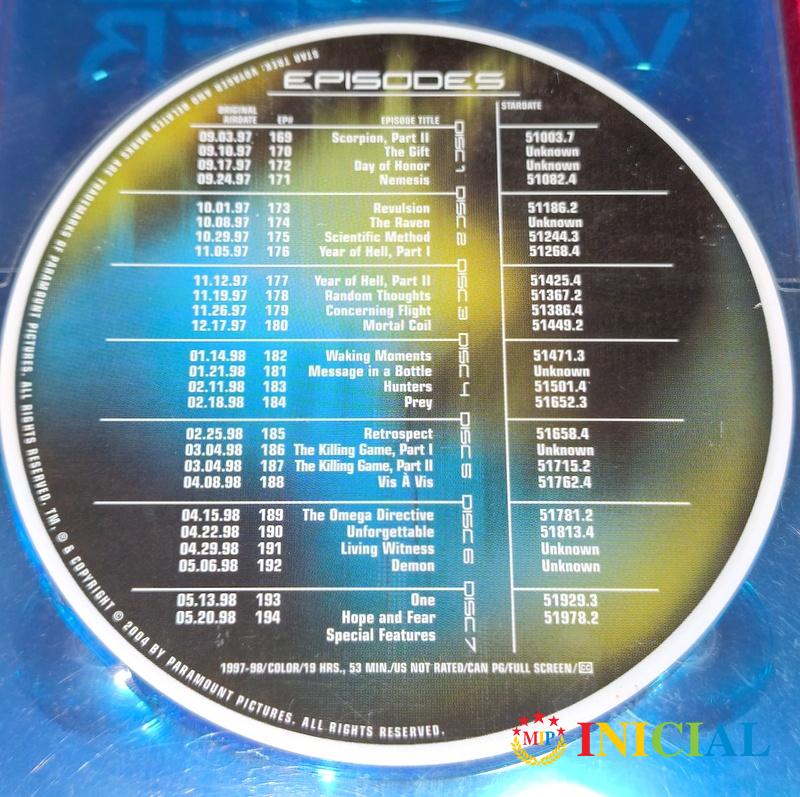 VOYAGER
STAR TREK: VOYAGER AND RELATED MARKS ARE TRADEMARKS OF PARAMOUNT PICTURES. ALL RIGHTS RESERVED, TM, ® & COPYRIGHT © 2004 BY PARAMOUNT PICTURES. ALL RIGHTS RESERVED.
EPISODES
ORIGINAL AIRDATE EP# EPISODE TITLE STARDATE
DISC 1
09.03.97 169 Scorpion, Part II 51003.7
09.10.97 170 The Gift Unknown
09.17.97 172 Day of Honor Unknown
09.24.97 171 Nemesis 51082.4
DISC 2
10.01.97 173 Revulsion 51186.2
10.08.97 174 The Raven Unknown
10.29.97 175 Scientific Method 51244.3
11.05.97 176 Year of Hell, Part I 51268.4
DISC 3
11.12.97 177 Year of Hell, Part II 51425.4
11.19.97 178 Random Thoughts 51367.2
11.26.97 179 Concerning Flight 51386.4
12.17.97 180 Mortal Coil 51449.2
DISC 4
01.14.98 182 Waking Moments 51471.3
01.21.98 181 Message in a Bottle Unknown
02.11.98 183 Hunters 51501.4
02.18.98 184 Prey 51652.3
DISC 5
02.25.98 185 Retrospect 51658.4
03.04.98 186 The Killing Game, Part I Unknown
03.04.98 187 The Killing Game, Part II 51715.2
04.08.98 188 Vis À Vis 51762.4
DISC 6
04.15.98 189 The Omega Directive 51781.2
04.22.98 190 Unforgettable 51813.4
04.29.98 191 Living Witness Unknown
05.06.98 192 Demon Unknown
DISC 7
05.13.98 193 One 51929.3
05.20.98 194 Hope and Fear 51978.2
Special Features
1997-98/COLOR/19 HRS., 53 MIN./US NOT RATED/CAN PG/FULL SCREEN/CC
MIP INICIAL